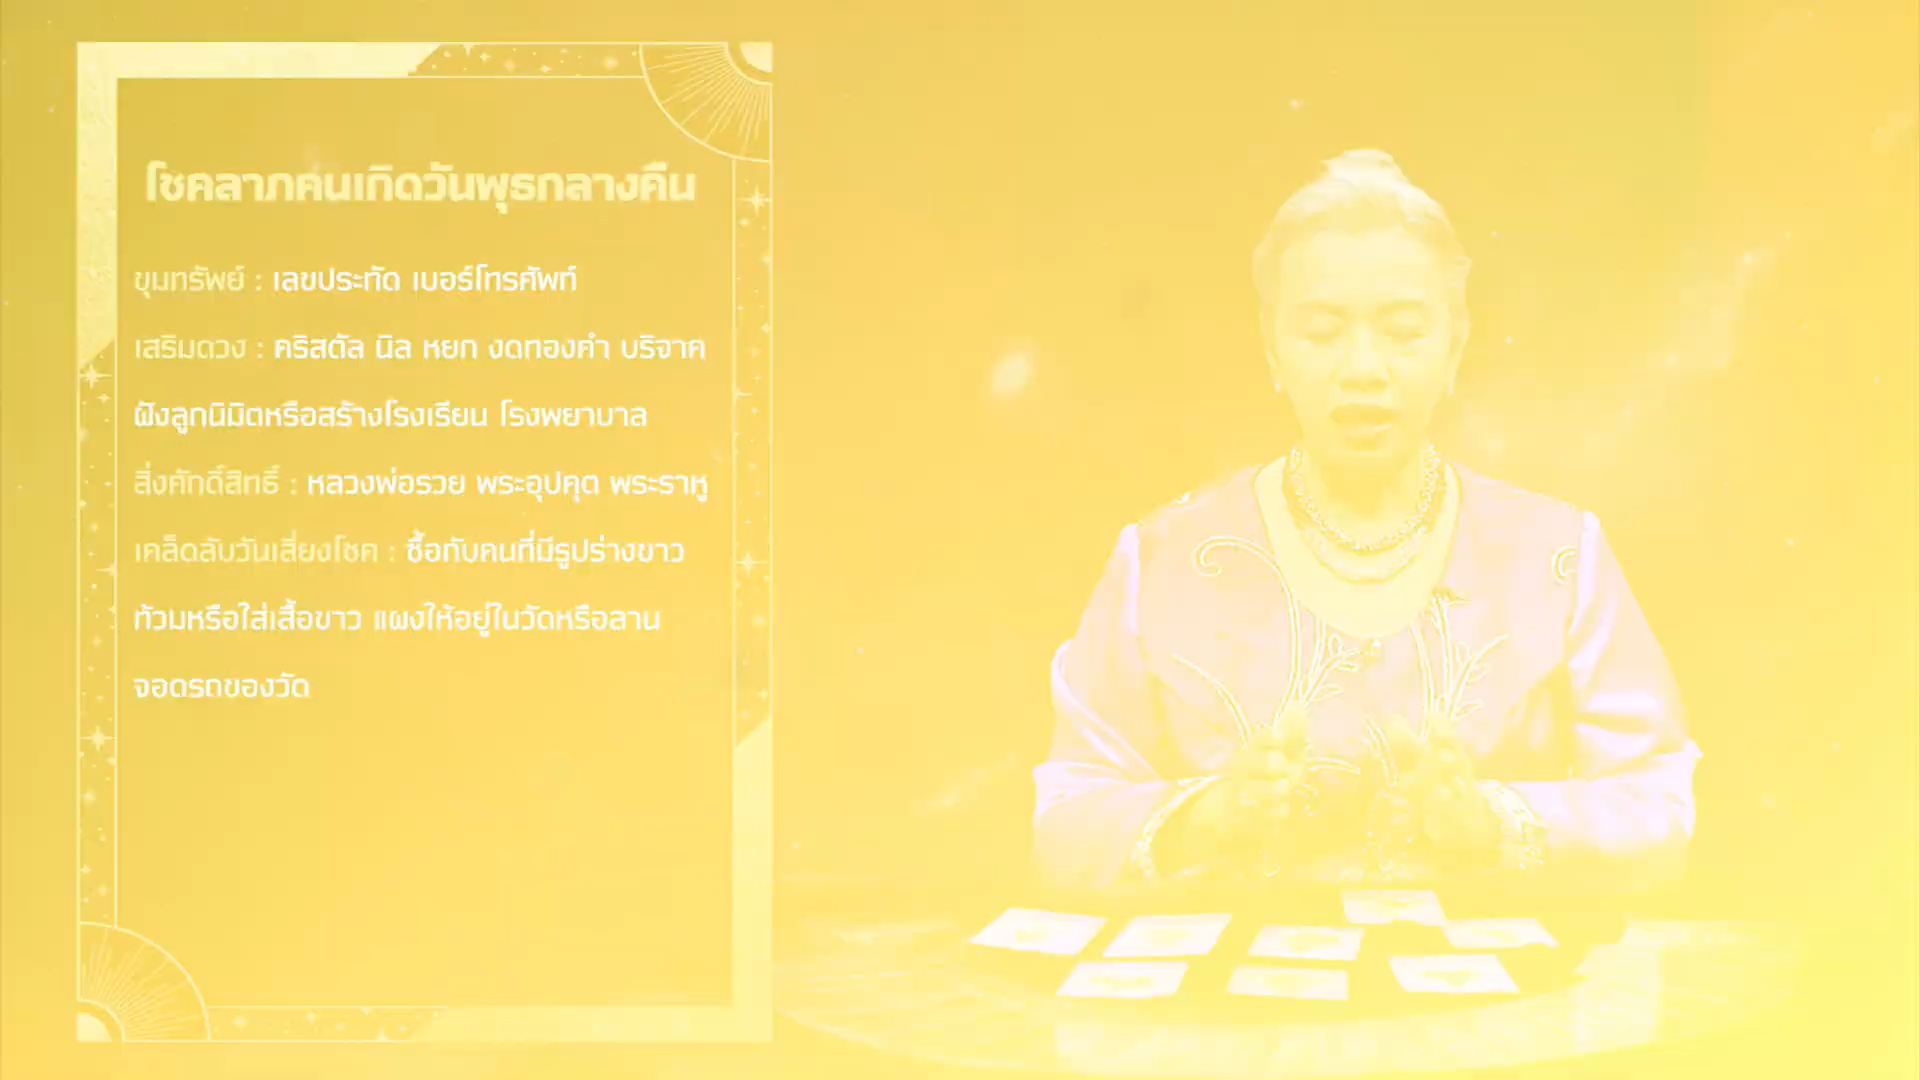 โชคลาภคนเกิดวันพุธกลางคืน
ขุมทรัพย์ : เลขประทัด เบอร์โทรศัพท์
เสริมดวง : คริสตัล นิล หยก งดทองคำ บริจาค
ฝังลูกนิมิตหรือสร้างโรงเรียน โรงพยาบาล
สิ่งศักดิ์สิทธิ์ : หลวงพ่อรวย พระอุปคุต พระราหู
เคล็ดลับวันเสี่ยงโชค : ซื้อกับคนที่มีรูปร่างขาว
ท้วมหรือใส่เสื้อขาว แผงให้อยู่ในวัดหรือลาน
จอดรถของวัด